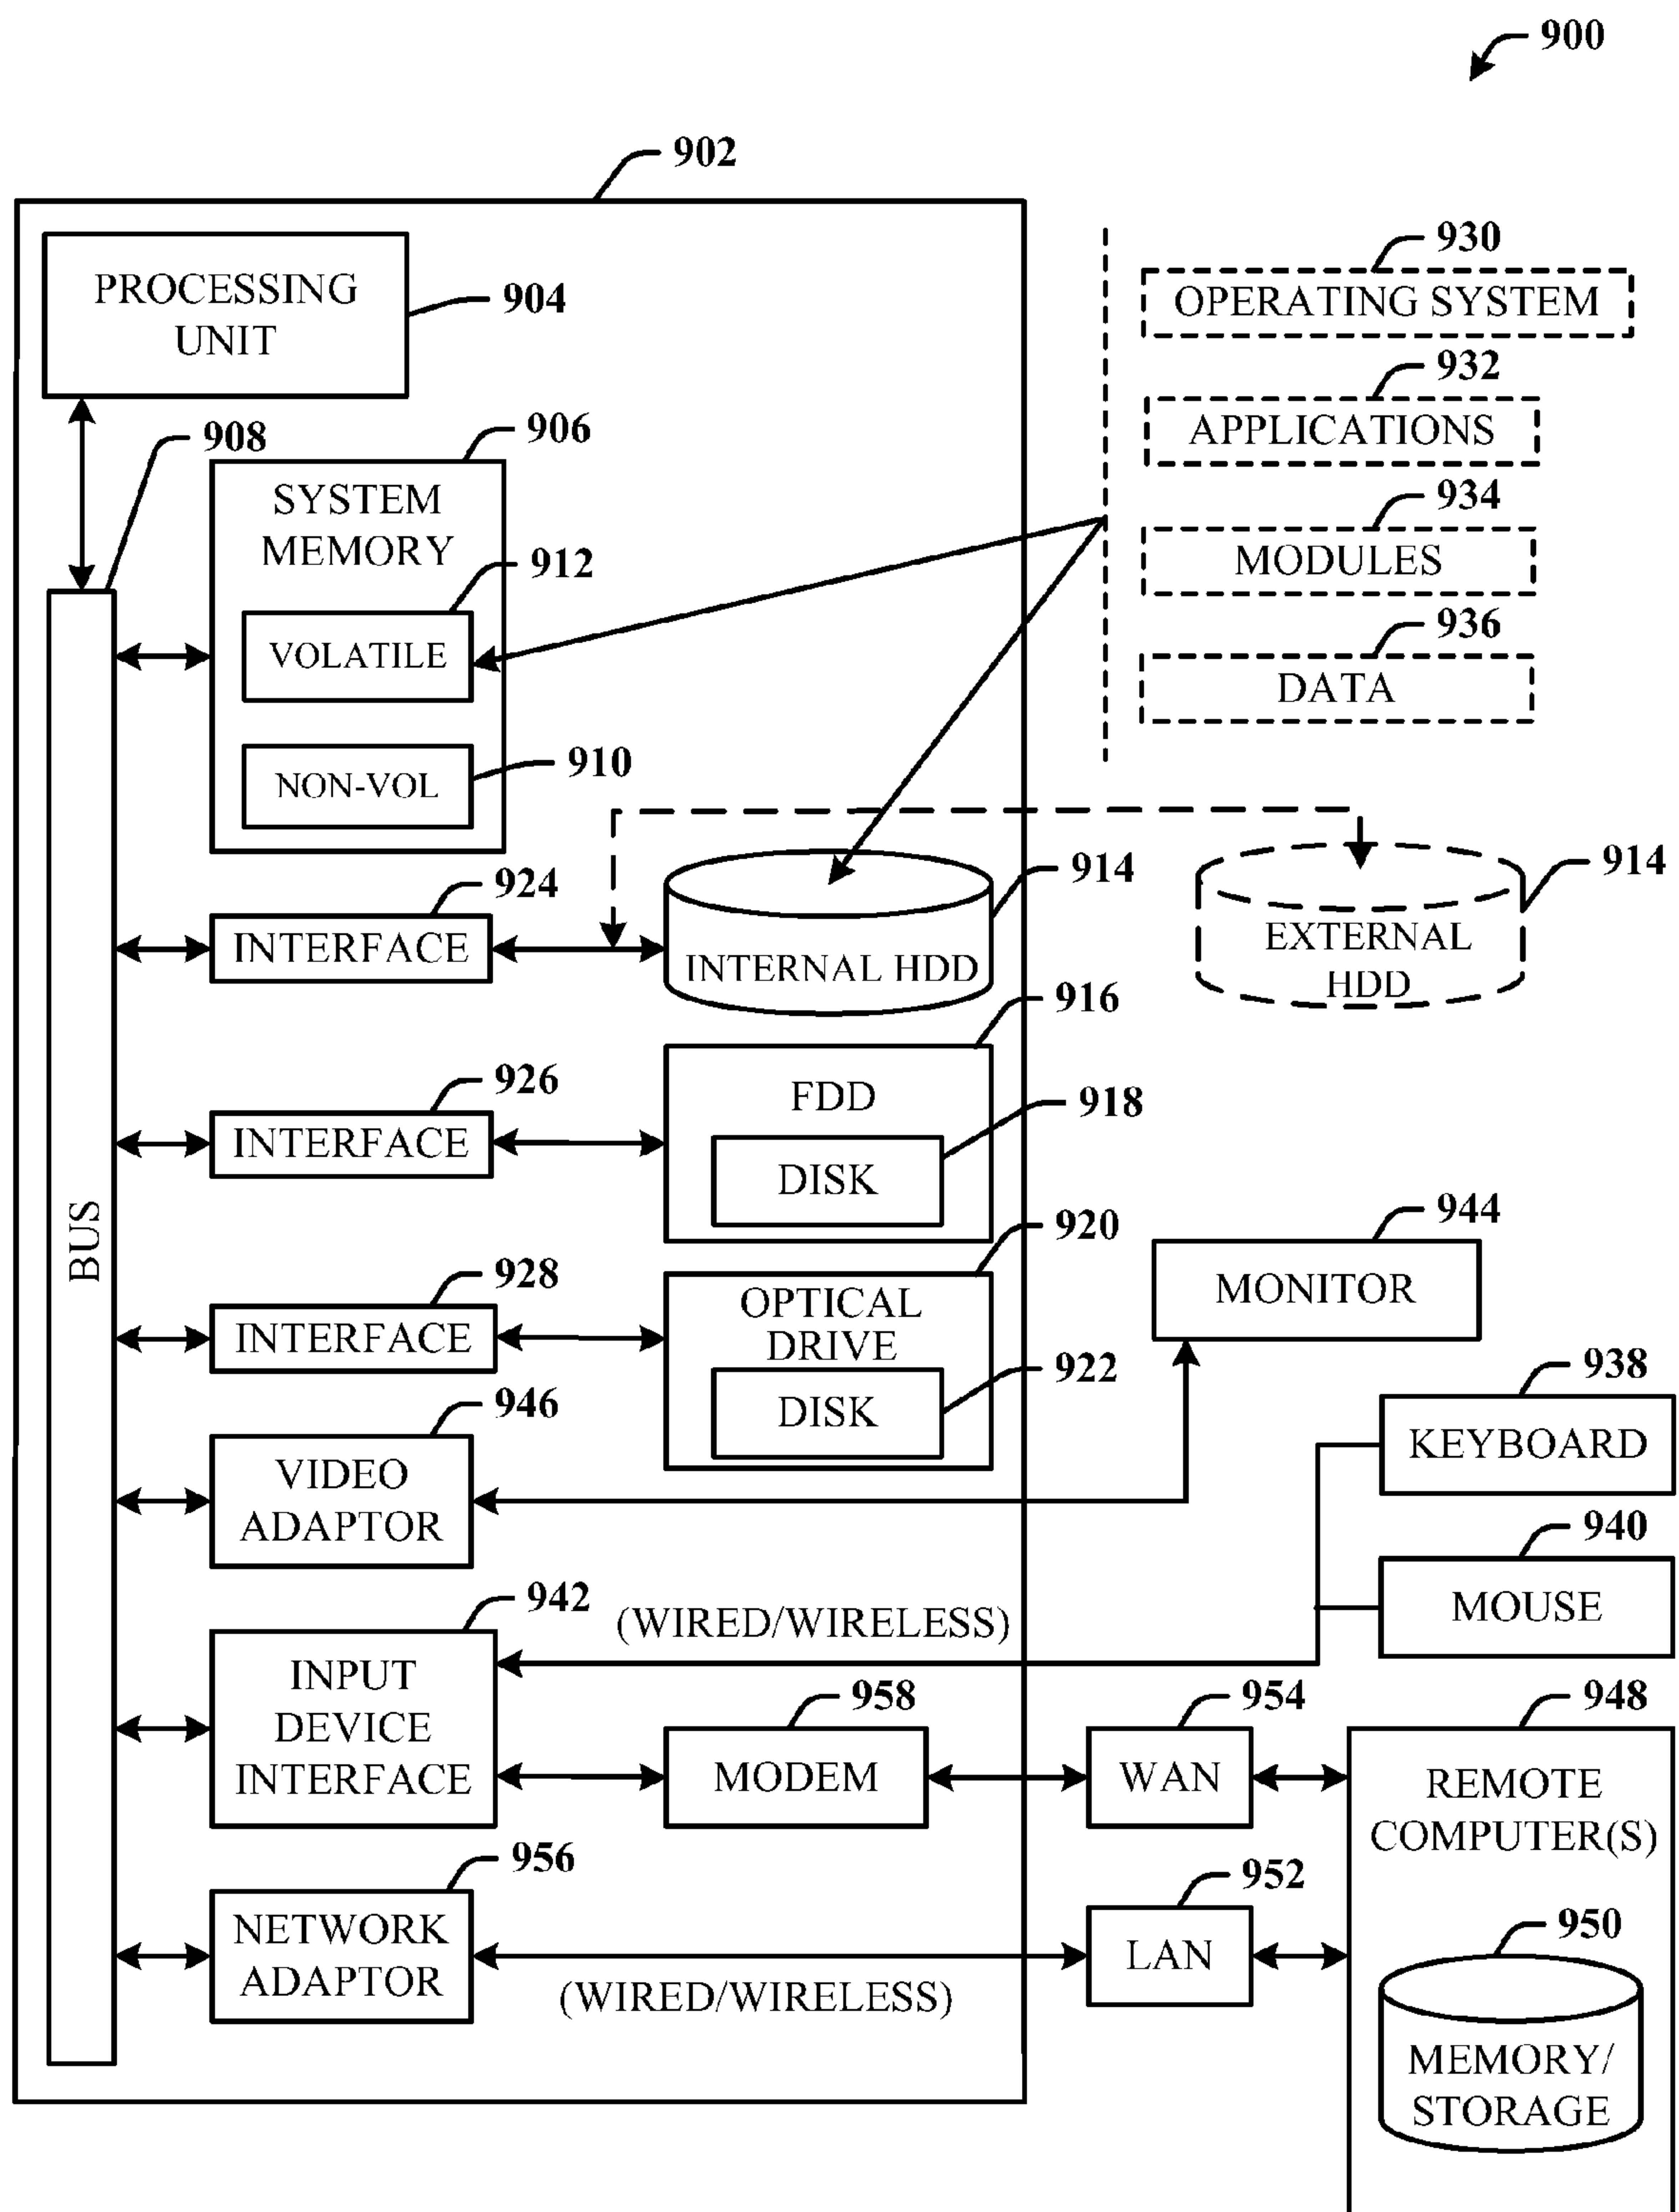 900
902
PROCESSING
UNIT
904
908
906
SYSTEM
MEMORY
912
VOLATILE
910
NON-VOL
930
OPERATING SYSTEM
932
APPLICATIONS
934
MODULES
936
DATA
924
INTERFACE
914
INTERNAL HDD
914
EXTERNAL
HDD
926
INTERFACE
916
FDD
918
DISK
BUS
928
INTERFACE
920
OPTICAL
DRIVE
922
DISK
944
MONITOR
946
VIDEO
ADAPTOR
938
KEYBOARD
940
MOUSE
942
INPUT
DEVICE
INTERFACE
(WIRED/WIRELESS)
958
MODEM
954
WAN
948
REMOTE
COMPUTER(S)
956
NETWORK
ADAPTOR
(WIRED/WIRELESS)
952
LAN
950
MEMORY/
STORAGE